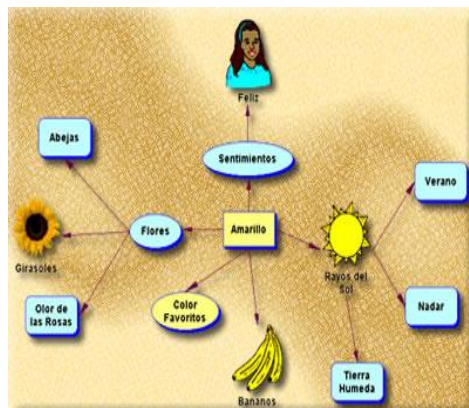 Feliz
Abejas
Sentimientos
Verano
Flores
Amarillo
Girasoles
Rayos del
Sol
Olor de
las Rosas
Color
Favoritos
Nadar
Bananos
Tierra
Humeda